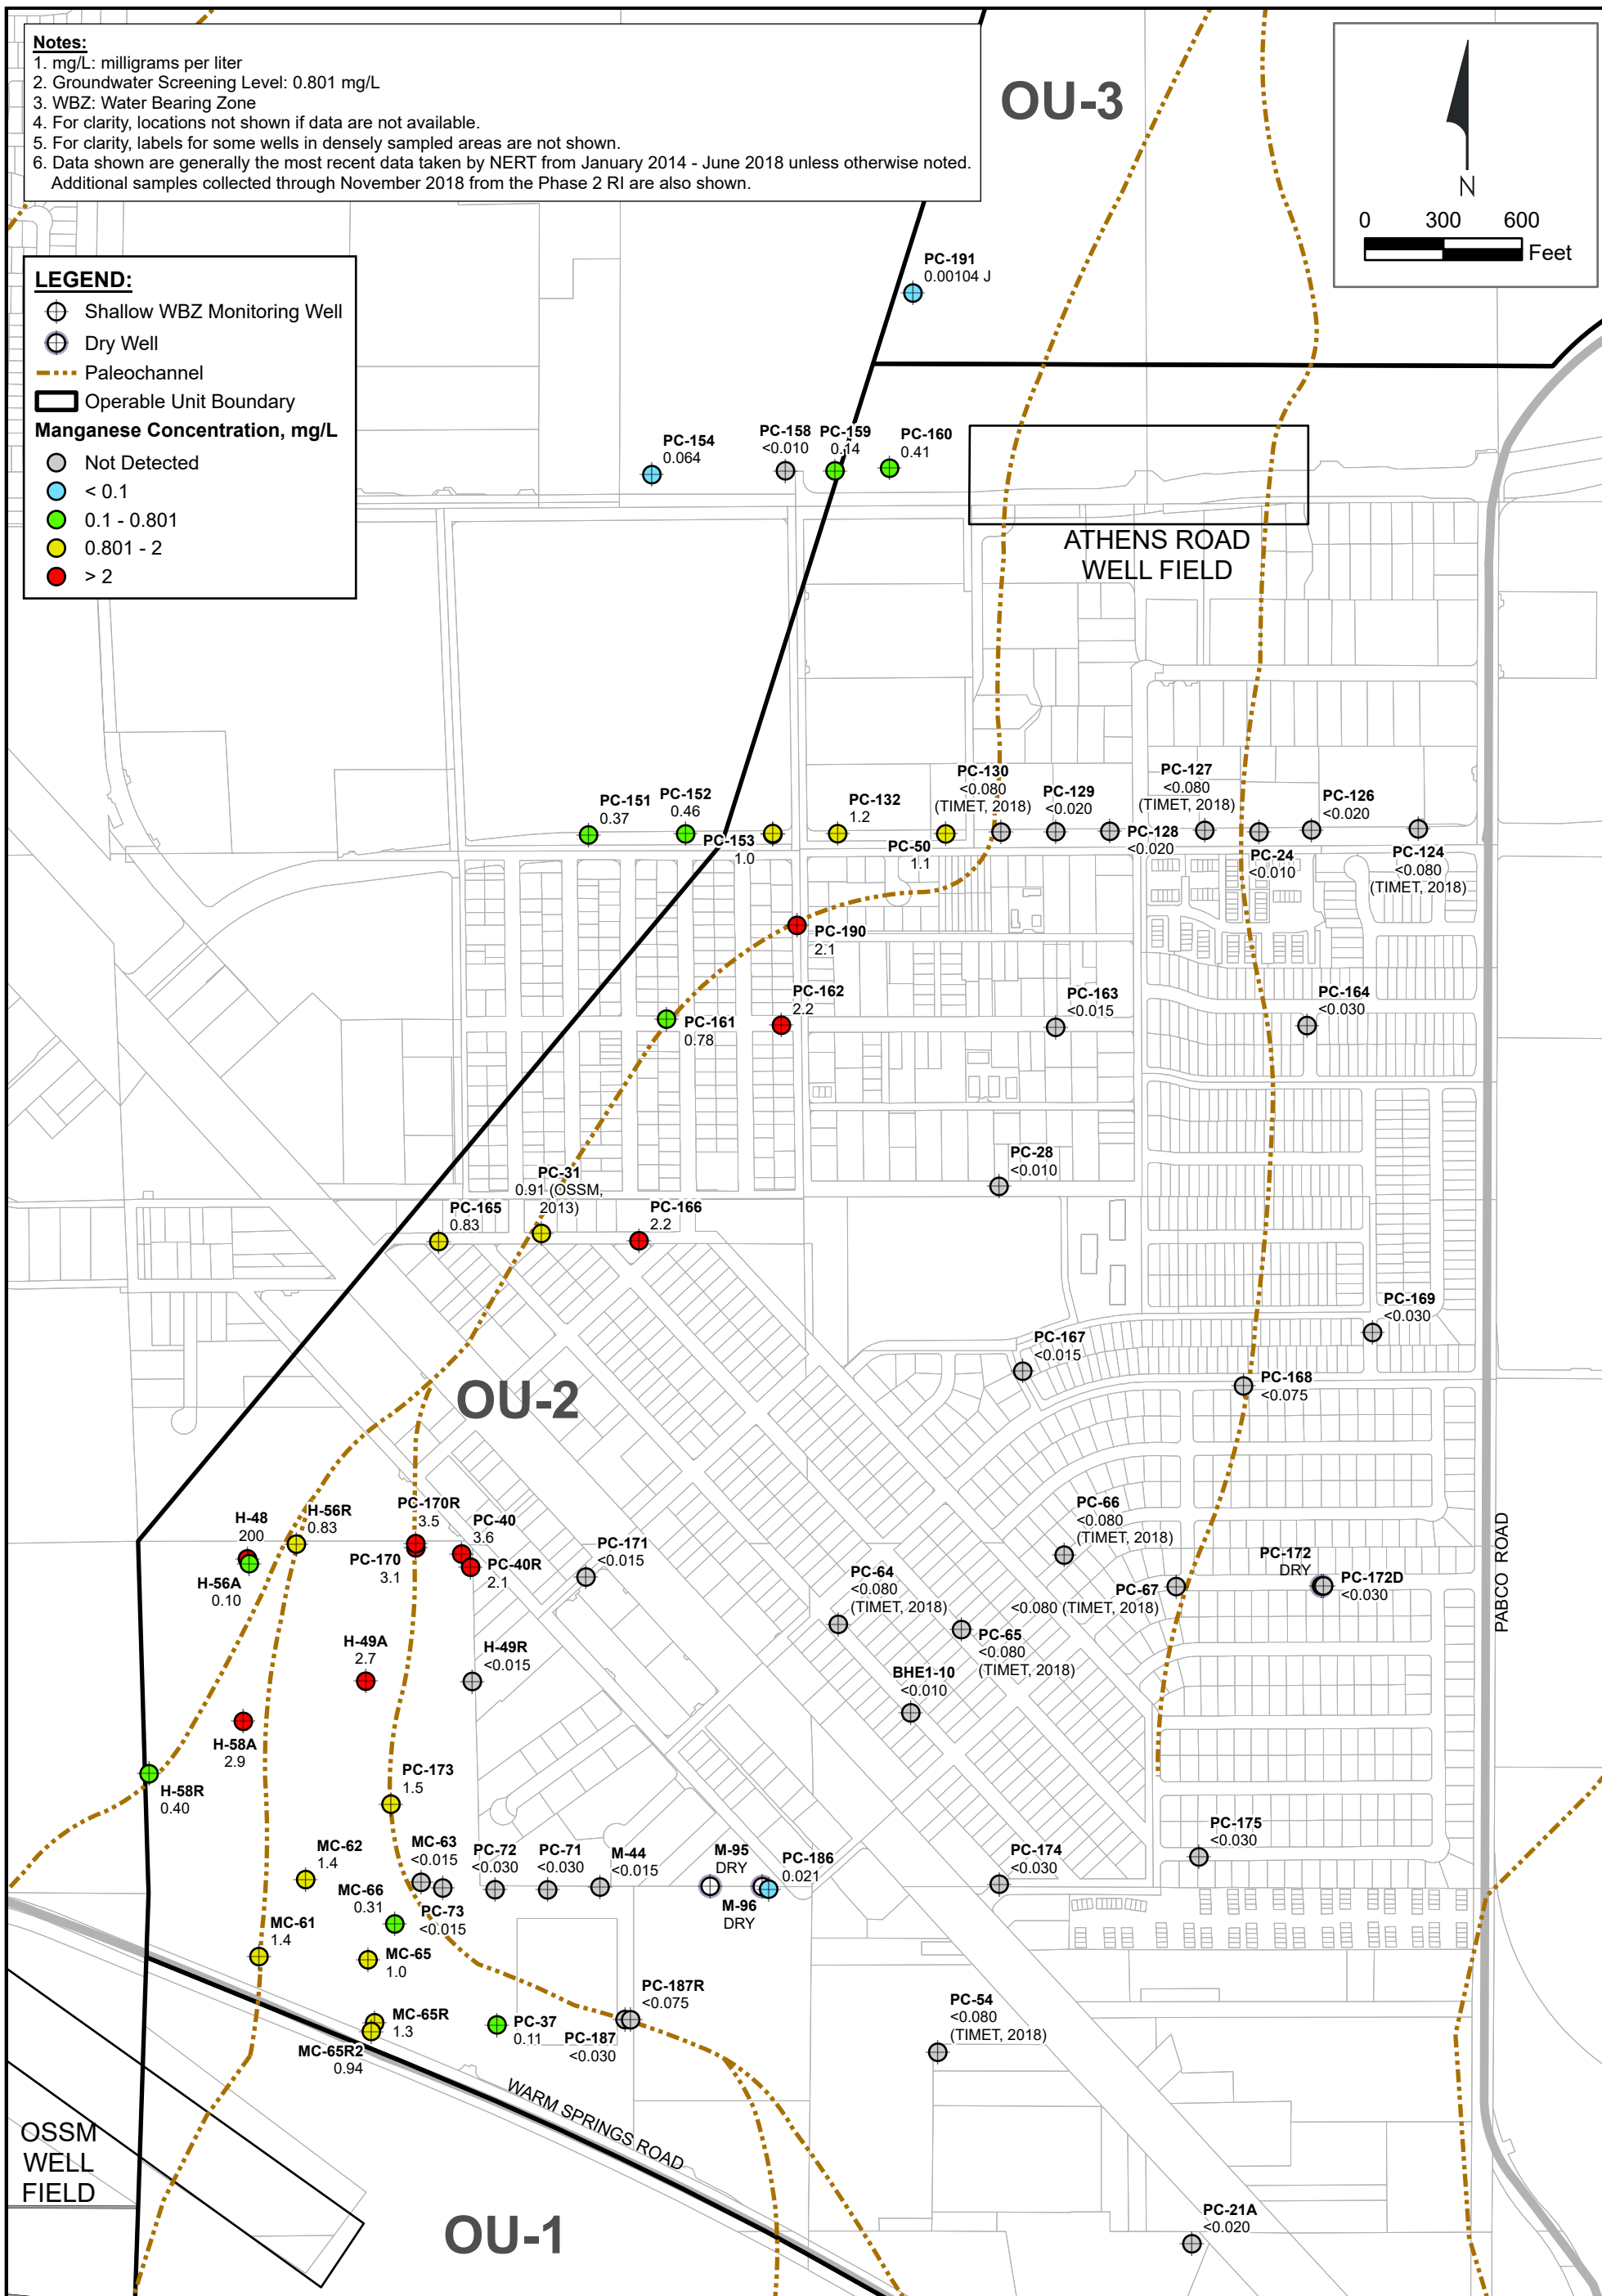 Notes:
1. mg/L: milligrams per liter
2. Groundwater Screening Level: 0.801 mg/L
3. WBZ: Water Bearing Zone
4. For clarity, locations not shown if data are not available.
5. For clarity, labels for some wells in densely sampled areas are not shown.
6. Data shown are generally the most recent data taken by NERT from January 2014 - June 2018 unless otherwise noted.
Additional samples collected through November 2018 from the Phase 2 RI are also shown.
OU-3
N
0 300 600
Feet
LEGEND:
Shallow WBZ Monitoring Well
Dry Well
Paleochannel
Operable Unit Boundary
Manganese Concentration, mg/L
Not Detected
< 0.1
0.1 - 0.801
0.801 - 2
> 2
PC-191
0.00104 J
PC-154
0.064
PC-158
<0.010
PC-159
0.14
PC-160
0.41
ATHENS ROAD
WELL FIELD
PC-151
0.37
PC-152
0.46
PC-153
1.0
PC-132
1.2
PC-50
1.1
PC-130
<0.080
(TIMET, 2018)
PC-129
<0.020
PC-128
<0.020
PC-127
<0.080
(TIMET, 2018)
PC-24
<0.010
PC-126
<0.020
PC-124
<0.080
(TIMET, 2018)
PC-190
2.1
PC-162
2.2
PC-161
0.78
PC-163
<0.015
PC-164
<0.030
PC-28
<0.010
PC-31
0.91 (OSSM,
2013)
PC-165
0.83
PC-166
2.2
PC-169
<0.030
PC-167
<0.015
PC-168
<0.075
OU-2
H-48
200
H-56R
0.83
H-56A
0.10
PC-170R
3.5
PC-170
3.1
PC-40
3.6
PC-40R
2.1
PC-171
<0.015
PC-66
<0.080
(TIMET, 2018)
PC-64
<0.080
(TIMET, 2018)
PC-67
<0.080 (TIMET, 2018)
PC-172
DRY
PC-172D
<0.030
PABCO ROAD
PC-65
<0.080
(TIMET, 2018)
H-49A
2.7
H-49R
<0.015
BHE1-10
<0.010
H-58A
2.9
H-58R
0.40
PC-173
1.5
MC-62
1.4
MC-63
<0.015
PC-72
<0.030
PC-71
<0.030
M-44
<0.015
M-95
DRY
M-96
DRY
PC-186
0.021
PC-174
<0.030
PC-175
<0.030
MC-66
0.31
PC-73
<0.015
MC-61
1.4
MC-65
1.0
MC-65R
1.3
MC-65R2
0.94
PC-37
0.11
PC-187R
<0.075
PC-187
<0.030
PC-54
<0.080
(TIMET, 2018)
WARM SPRINGS ROAD
OSSM
WELL
FIELD
OU-1
PC-21A
<0.020